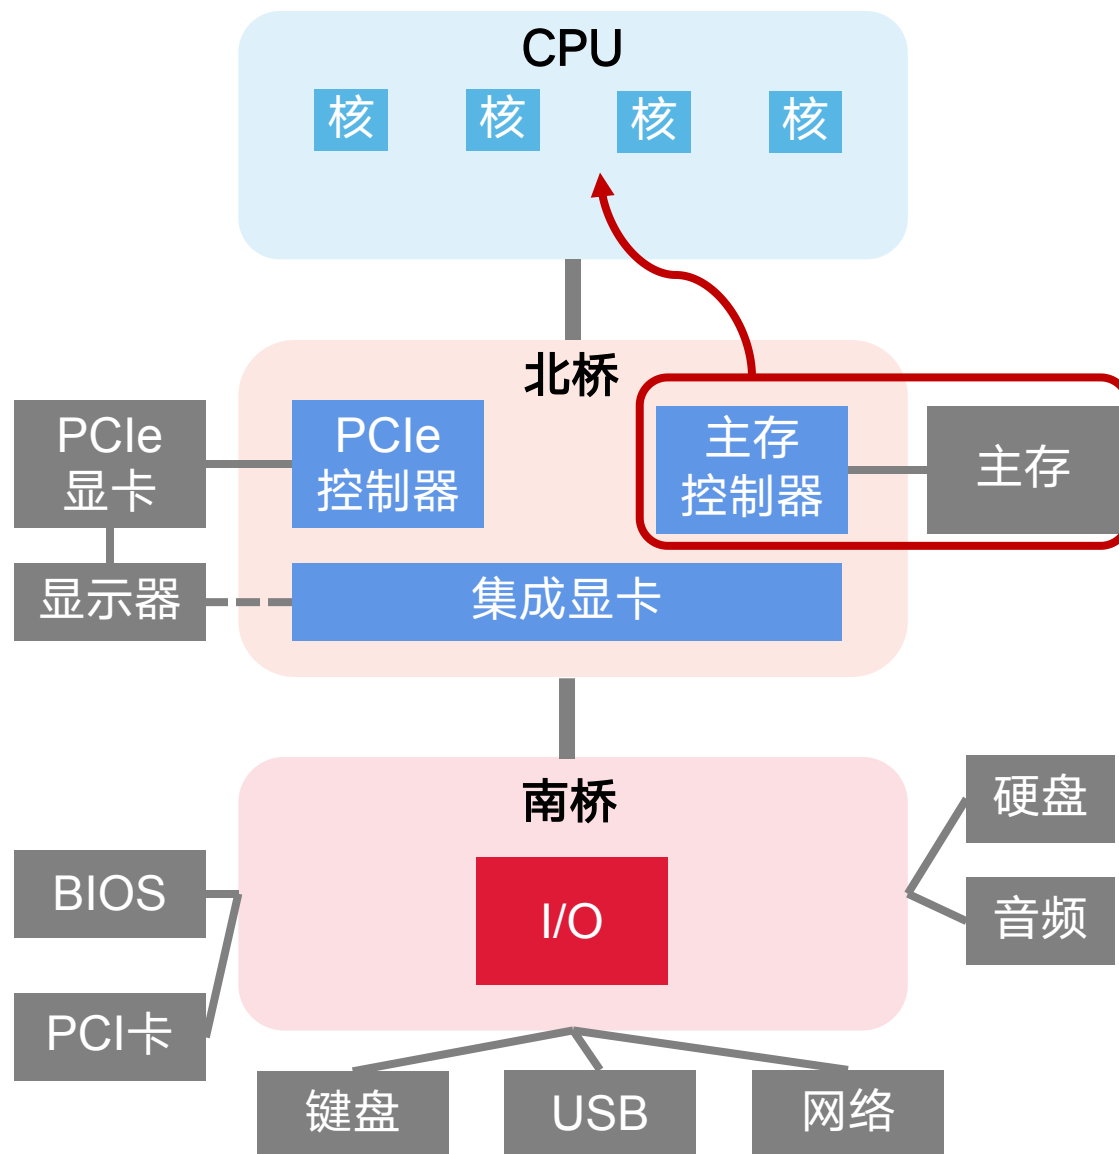 CPU
核
核
核
核
北桥
PCIe
显卡
PCIe
控制器
主存
控制器
主存
显示器
集成显卡
南桥
I/O
硬盘
音频
BIOS
PCI卡
键盘
USB
网络